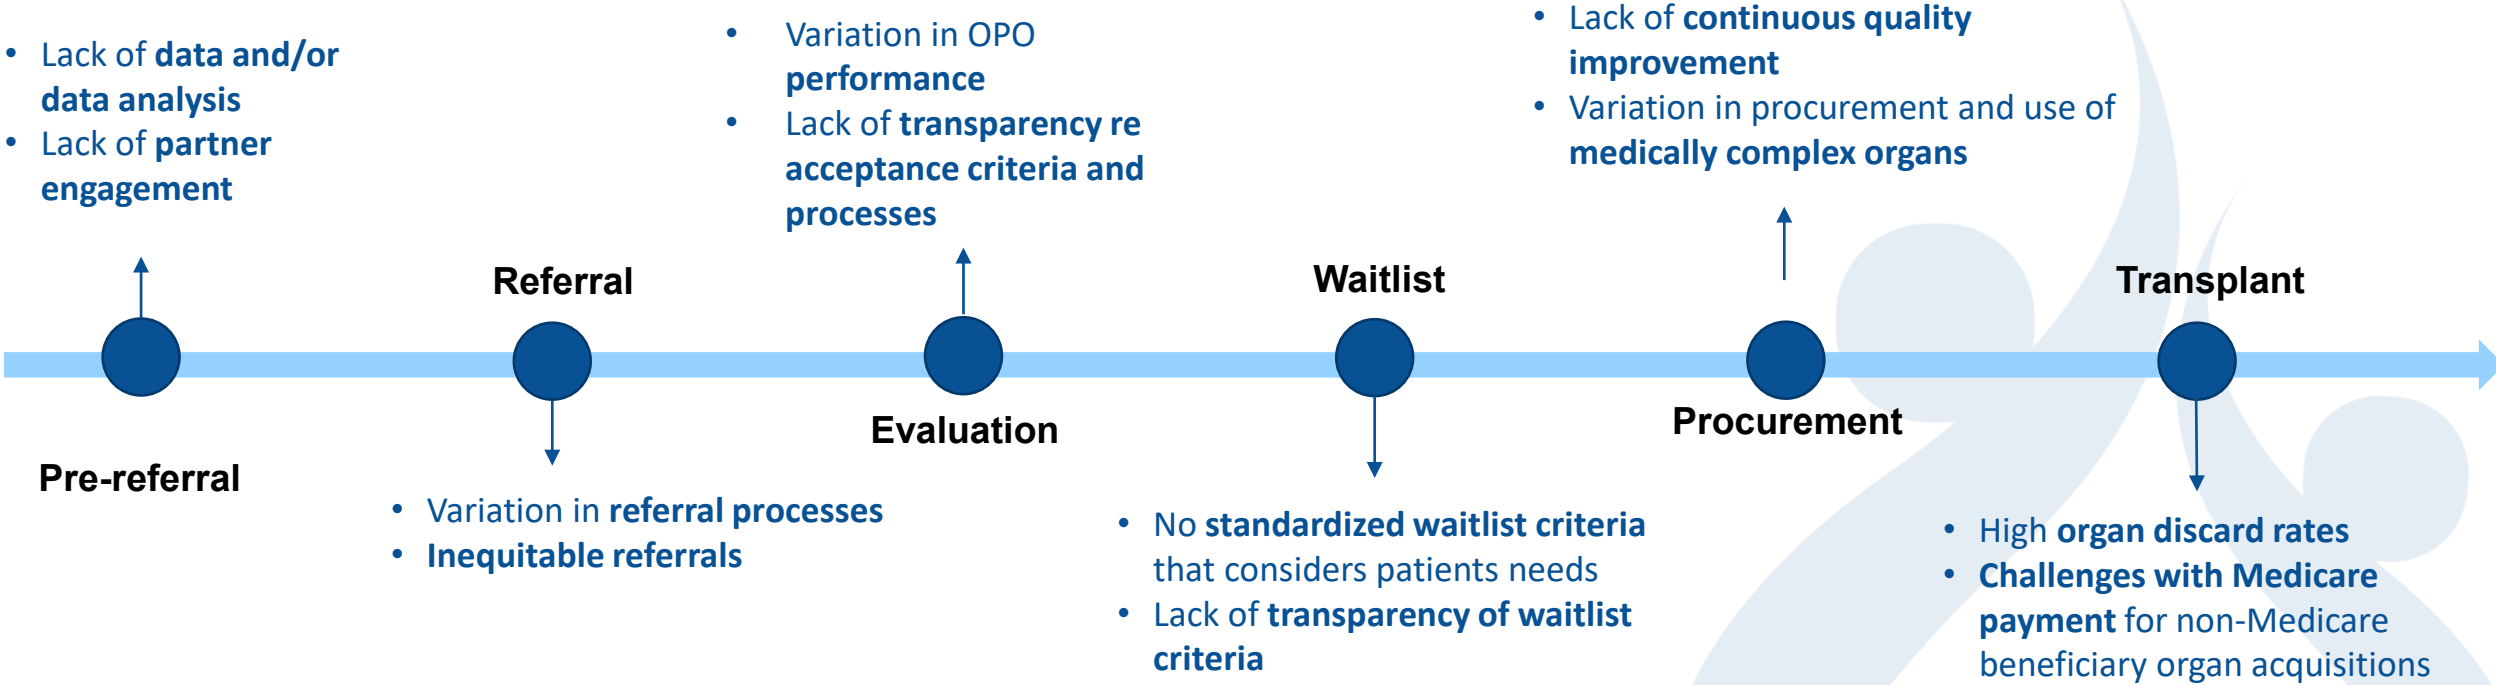 • Lack of data and/or
data analysis
• Lack of partner
engagement
Pre-referral
Referral
• Variation in referral processes
• Inequitable referrals
• Variation in OPO
performance
• Lack of transparency re
acceptance criteria and
processes
Evaluation
Waitlist
• No standardized waitlist criteria
that considers patients needs
• Lack of transparency of waitlist
criteria
• Lack of continuous quality
improvement
• Variation in procurement and use of
medically complex organs
Procurement
Transplant
• High organ discard rates
• Challenges with Medicare
payment for non-Medicare
beneficiary organ acquisitions